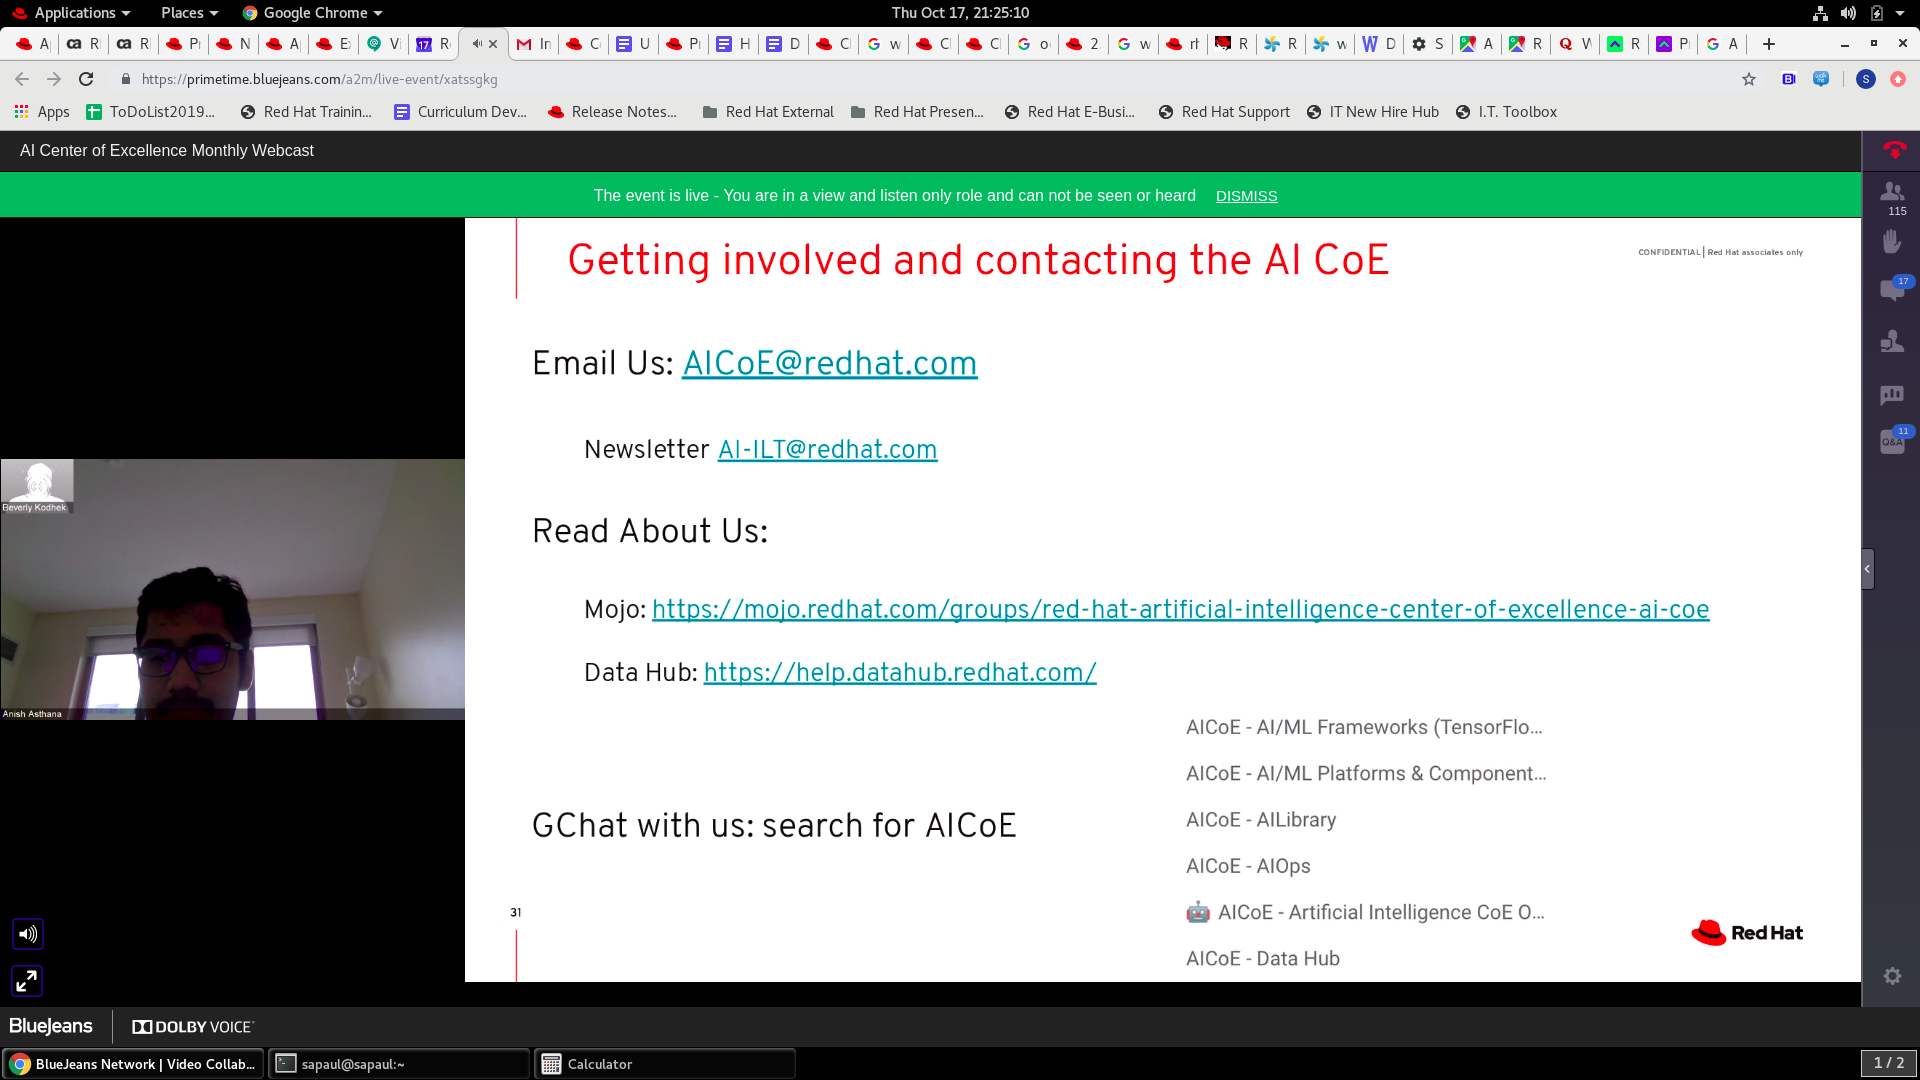 Applications Places Google Chrome Thu Oct 17, 21:25:10
https://primetime.bluejeans.com/a2m/live-event/xatssgkg
Apps ToDoList2019... Red Hat Trainin... Curriculum Dev... Release Notes... Red Hat External Red Hat Presen... Red Hat E-Busi... Red Hat Support IT New Hire Hub I.T. Toolbox
AI Center of Excellence Monthly Webcast
The event is live - You are in a view and listen only role and can not be seen or heard DISMISS
115
17
11
Q&A
Getting involved and contacting the AI CoE
CONFIDENTIAL | Red Hat associates only
Email Us: AICoE@redhat.com
Newsletter AI-ILT@redhat.com
Read About Us:
Mojo: https://mojo.redhat.com/groups/red-hat-artificial-intelligence-center-of-excellence-ai-coe
Data Hub: https://help.datahub.redhat.com/
GChat with us: search for AICoE
AICoE - AI/ML Frameworks (TensorFlo...
AICoE - AI/ML Platforms & Component...
AICoE - AILibrary
AICoE - AIOps
AICoE - Artificial Intelligence CoE O...
AICoE - Data Hub
31
Red Hat
Beverly Kodhek
Anish Asthana
BlueJeans DOLBY VOICE
BlueJeans Network | Video Collab... sapaul@sapaul:~ Calculator 1 / 2